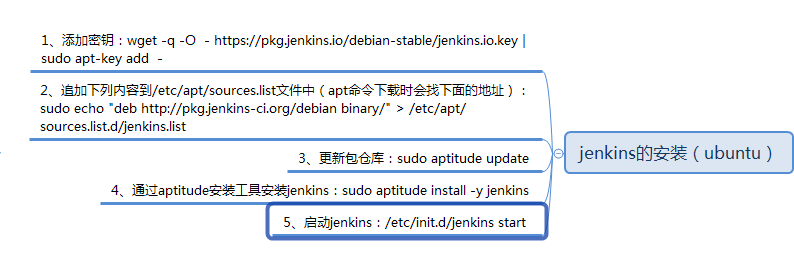 1、添加密钥：wget -q -O - https://pkg.jenkins.io/debian-stable/jenkins.io.key |
sudo apt-key add -
2、追加下列内容到/etc/apt/sources.list文件中（apt命令下载时会找下面的地址）：
sudo echo "deb http://pkg.jenkins-ci.org/debian binary/" > /etc/apt/
sources.list.d/jenkins.list
3、更新包仓库：sudo aptitude update
4、通过aptitude安装工具安装jenkins：sudo aptitude install -y jenkins
5、启动jenkins：/etc/init.d/jenkins start
jenkins的安装（ubuntu）